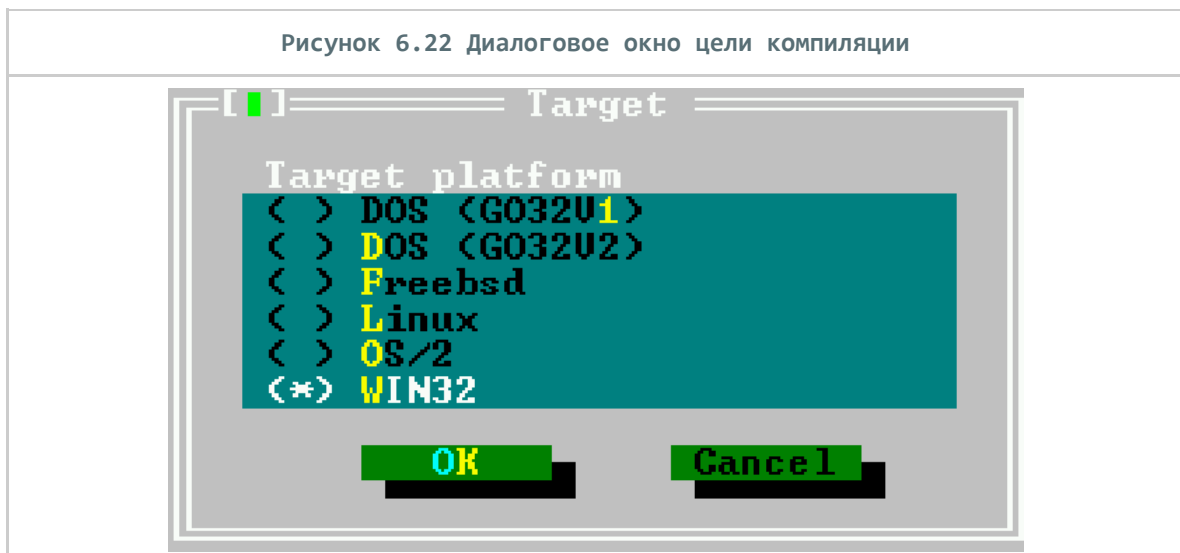 Рисунок 6.22 Диалоговое окно цели компиляции
[ ] Target
Target platform
( ) DOS (GO32V1)
( ) DOS (GO32V2)
( ) Freebsd
( ) Linux
( ) OS/2
(*) WIN32
OK Cancel